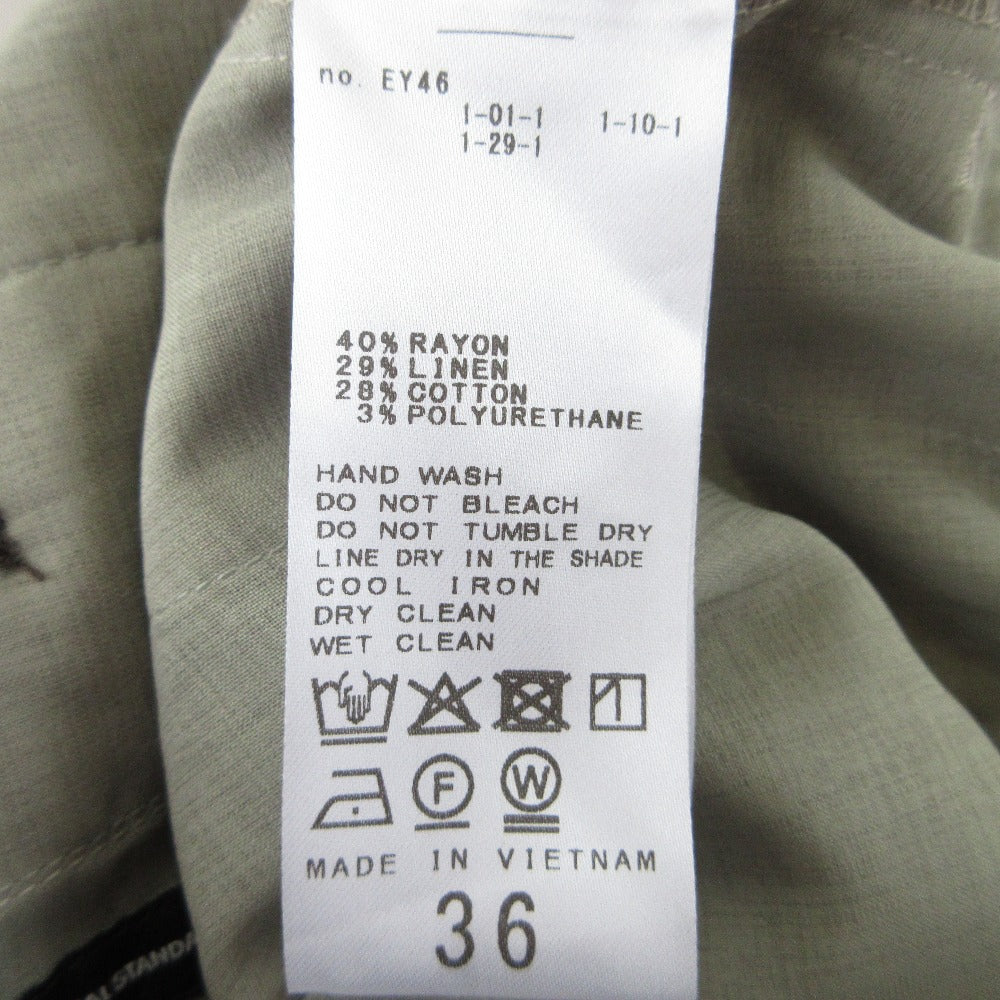 no. EY46
1-01-1 1-10-1
1-29-1
40% RAYON
29% LINEN
28% COTTON
3% POLYURETHANE
HAND WASH
DO NOT BLEACH
DO NOT TUMBLE DRY
LINE DRY IN THE SHADE
COOL IRON
DRY CLEAN
WET CLEAN
F W
MADE IN VIETNAM
36